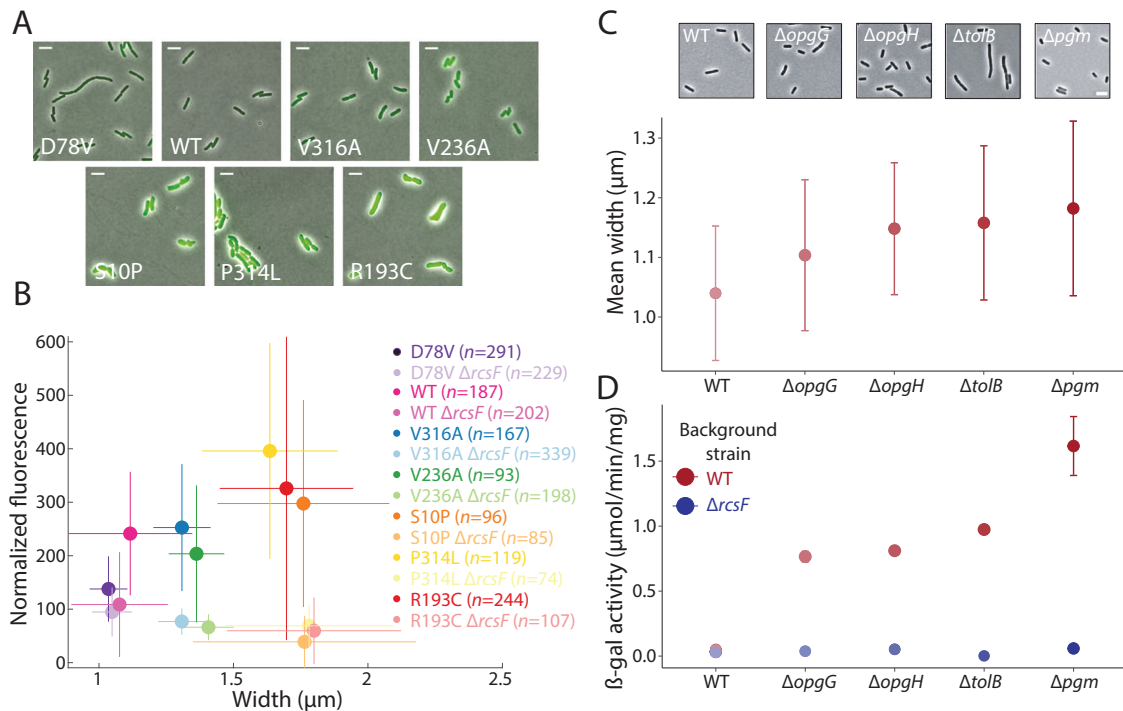 A
D78V
WT
V316A
V236A
S10P
P314L
R193C
B
Normalized fluorescence
600
500
400
300
200
100
0
1
1.5
2
2.5
Width (μm)
D78V (n=291)
D78V ΔrcsF (n=229)
WT (n=187)
WT ΔrcsF (n=202)
V316A (n=167)
V316A ΔrcsF (n=339)
V236A (n=93)
V236A ΔrcsF (n=198)
S10P (n=96)
S10P ΔrcsF (n=85)
P314L (n=119)
P314L ΔrcsF (n=74)
R193C (n=244)
R193C ΔrcsF (n=107)
C
WT
ΔopgG
ΔopgH
ΔtolB
Δpgm
Mean width (μm)
1.3
1.2
1.1
1.0
WT
ΔopgG
ΔopgH
ΔtolB
Δpgm
D
ß-gal activity (μmol/min/mg)
1.5
1.0
0.5
0.0
Background
strain
WT
ΔrcsF
WT
ΔopgG
ΔopgH
ΔtolB
Δpgm